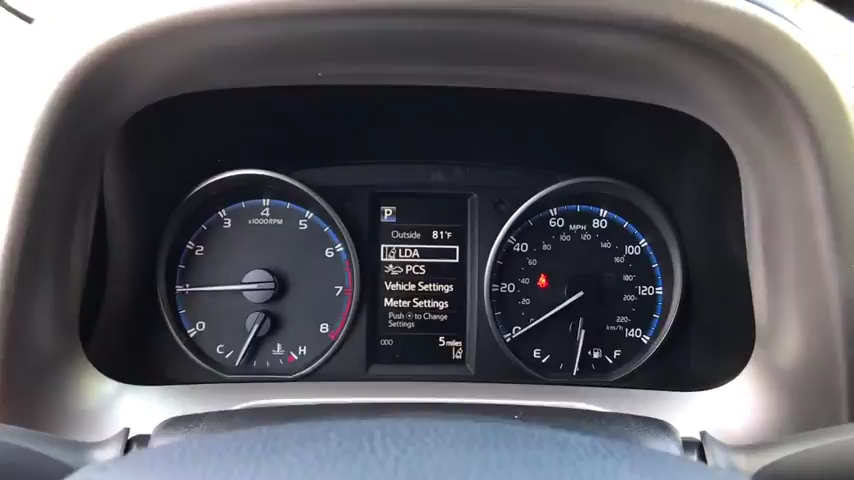 4
x1000RPM
3
5
2
6
1
7
0
8
C
H
P
Outside 81°F
LDA
PCS
Vehicle Settings
Meter Settings
Push ⊙ to Change
Settings
000
5 miles
60
80
MPH
40
100
20
120
0
140
20
40
60
80
100
120
140
160
180
200
220
km/h
E
F